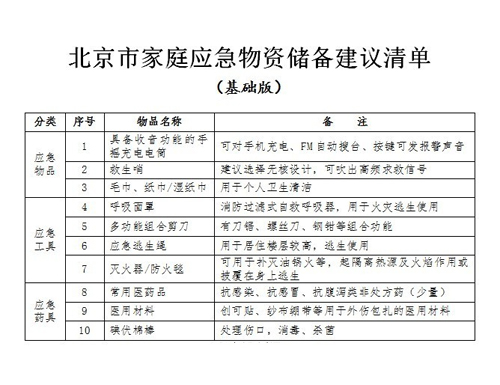 北京市家庭应急物资储备建议清单
（基础版）
分类 序号 物品名称 备 注
应急物品
1 具备收音功能的手摇充电电筒 可对手机充电、FM自动搜台、按键可发报警声音
2 救生哨 建议选择无核设计，可吹出高频求救信号
3 毛巾、纸巾/湿纸巾 用于个人卫生清洁
应急工具
4 呼吸面罩 消防过滤式自救呼吸器，用于火灾逃生使用
5 多功能组合剪刀 有刀锯、螺丝刀、钢钳等组合功能
6 应急逃生绳 用于居住楼层较高，逃生使用
7 灭火器/防火毯 可用于扑灭油锅火等，起隔离热源及火焰作用或披覆在身上逃生
应急药具
8 常用医药品 抗感染、抗感冒、抗腹泻类非处方药（少量）
9 医用材料 创可贴、纱布绷带等用于外伤包扎的医用材料
10 碘伏棉棒 处理伤口，消毒、杀菌